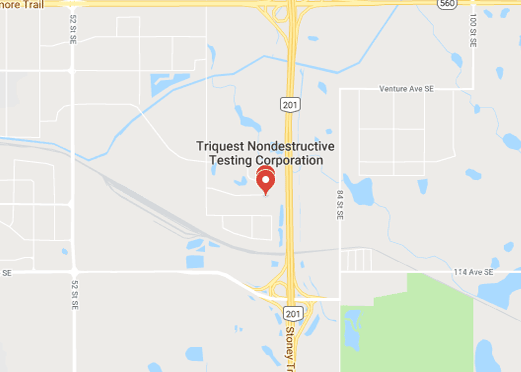 more Trail
560
52 St SE
100 St SE
Venture Ave SE
201
Triquest Nondestructive
Testing Corporation
84 St SE
SE
114 Ave SE
52 St SE
201
Stoney Tr